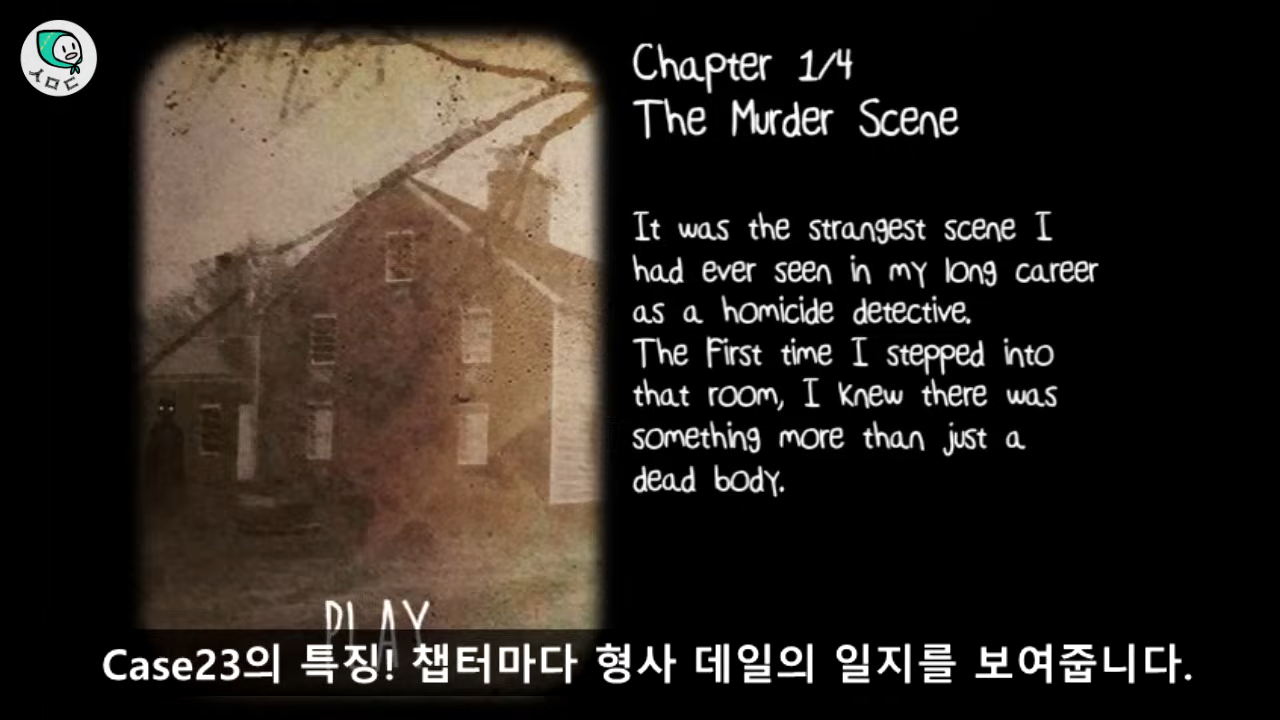 ㅅㅁㄷ
Chapter 1/4
The Murder Scene
It was the strangest scene I
had ever seen in my long career
as a homicide detective.
The First time I stepped into
that room, I knew there was
something more than just a
dead body.
PLAY
Case23의 특징! 챕터마다 형사 데일의 일지를 보여줍니다.